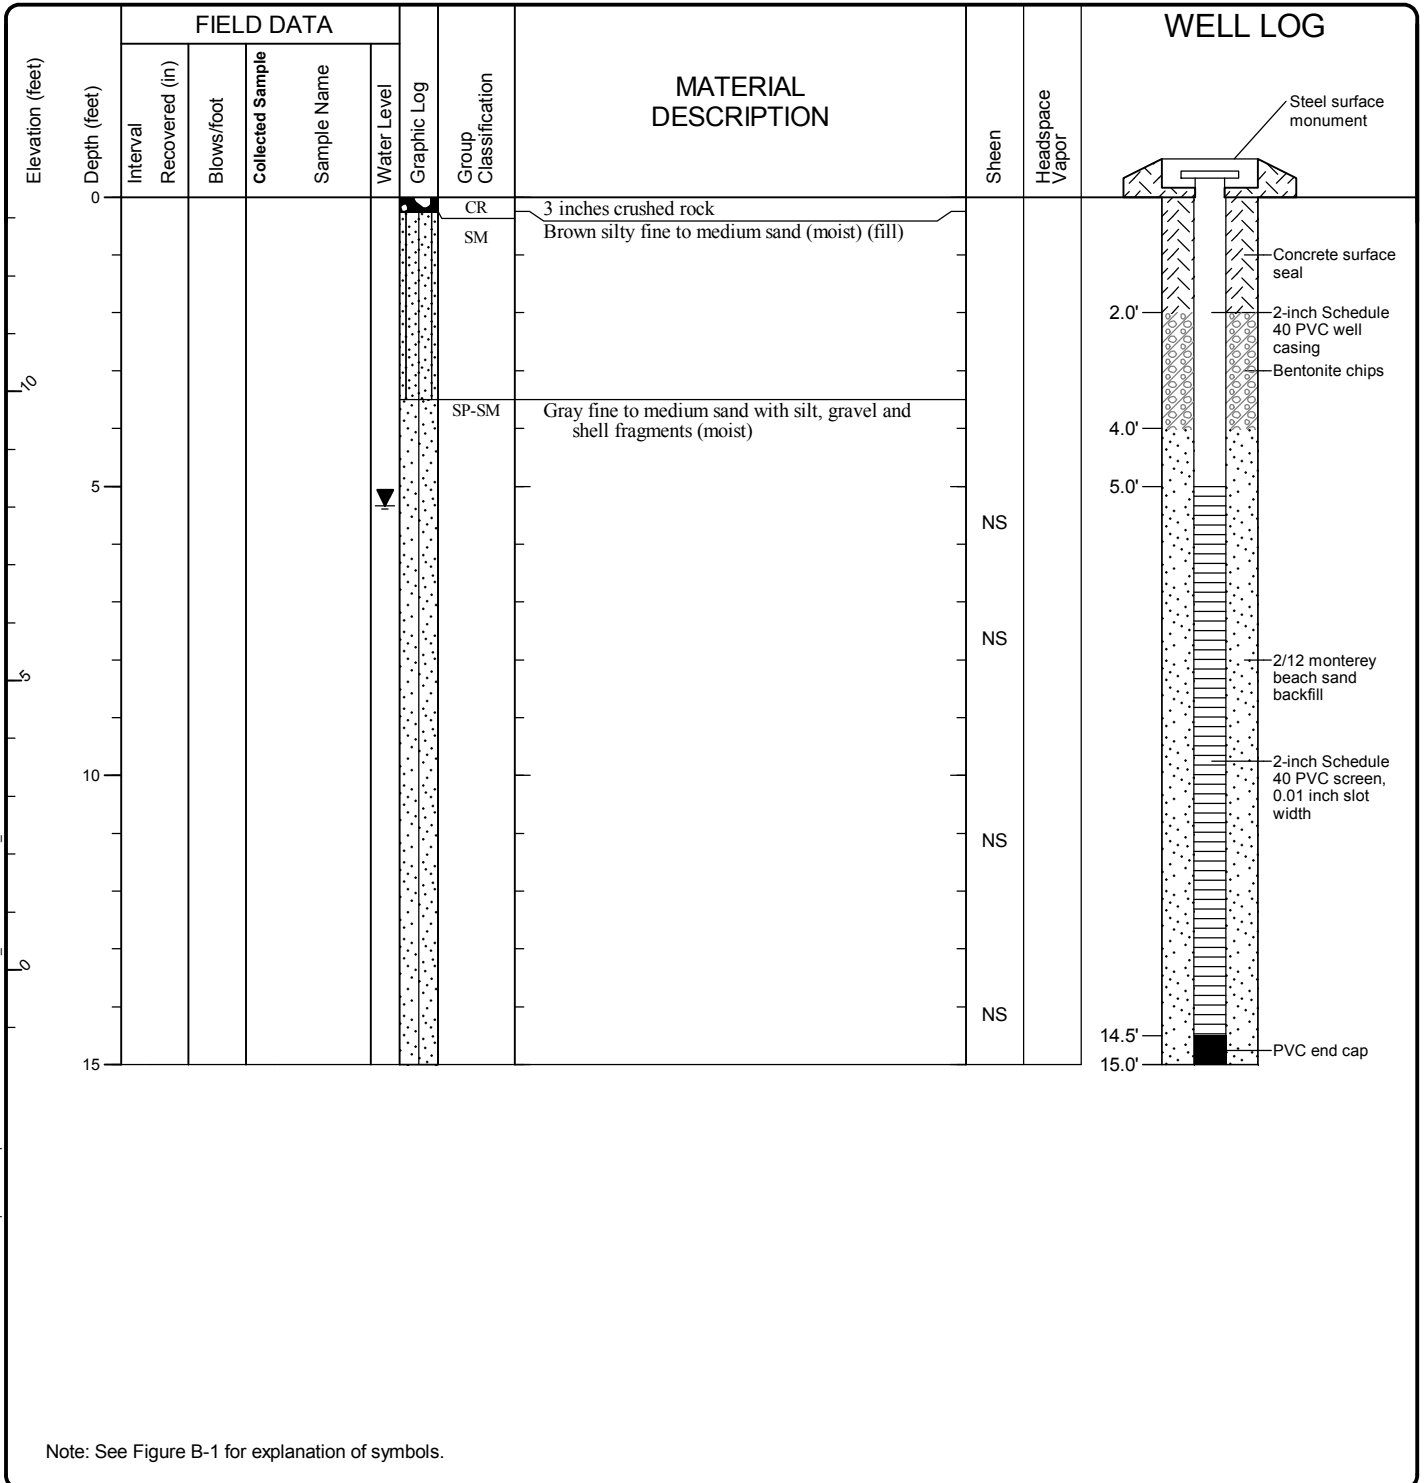 FIELD DATA
WELL LOG
Elevation (feet)
Depth (feet)
Interval
Recovered (in)
Blows/foot
Collected Sample
Sample Name
Water Level
Graphic Log
Group
Classification
MATERIAL
DESCRIPTION
Sheen
Headspace
Vapor
Steel surface
monument
0
CR
3 inches crushed rock
SM
Brown silty fine to medium sand (moist) (fill)
Concrete surface
seal
2.0'
2-inch Schedule
40 PVC well
casing
Bentonite chips
10
SP-SM
Gray fine to medium sand with silt, gravel and
shell fragments (moist)
4.0'
5
5.0'
NS
NS
5
2/12 monterey
beach sand
backfill
10
2-inch Schedule
40 PVC screen,
0.01 inch slot
width
NS
0
NS
14.5'
PVC end cap
15
15.0'
Note: See Figure B-1 for explanation of symbols.